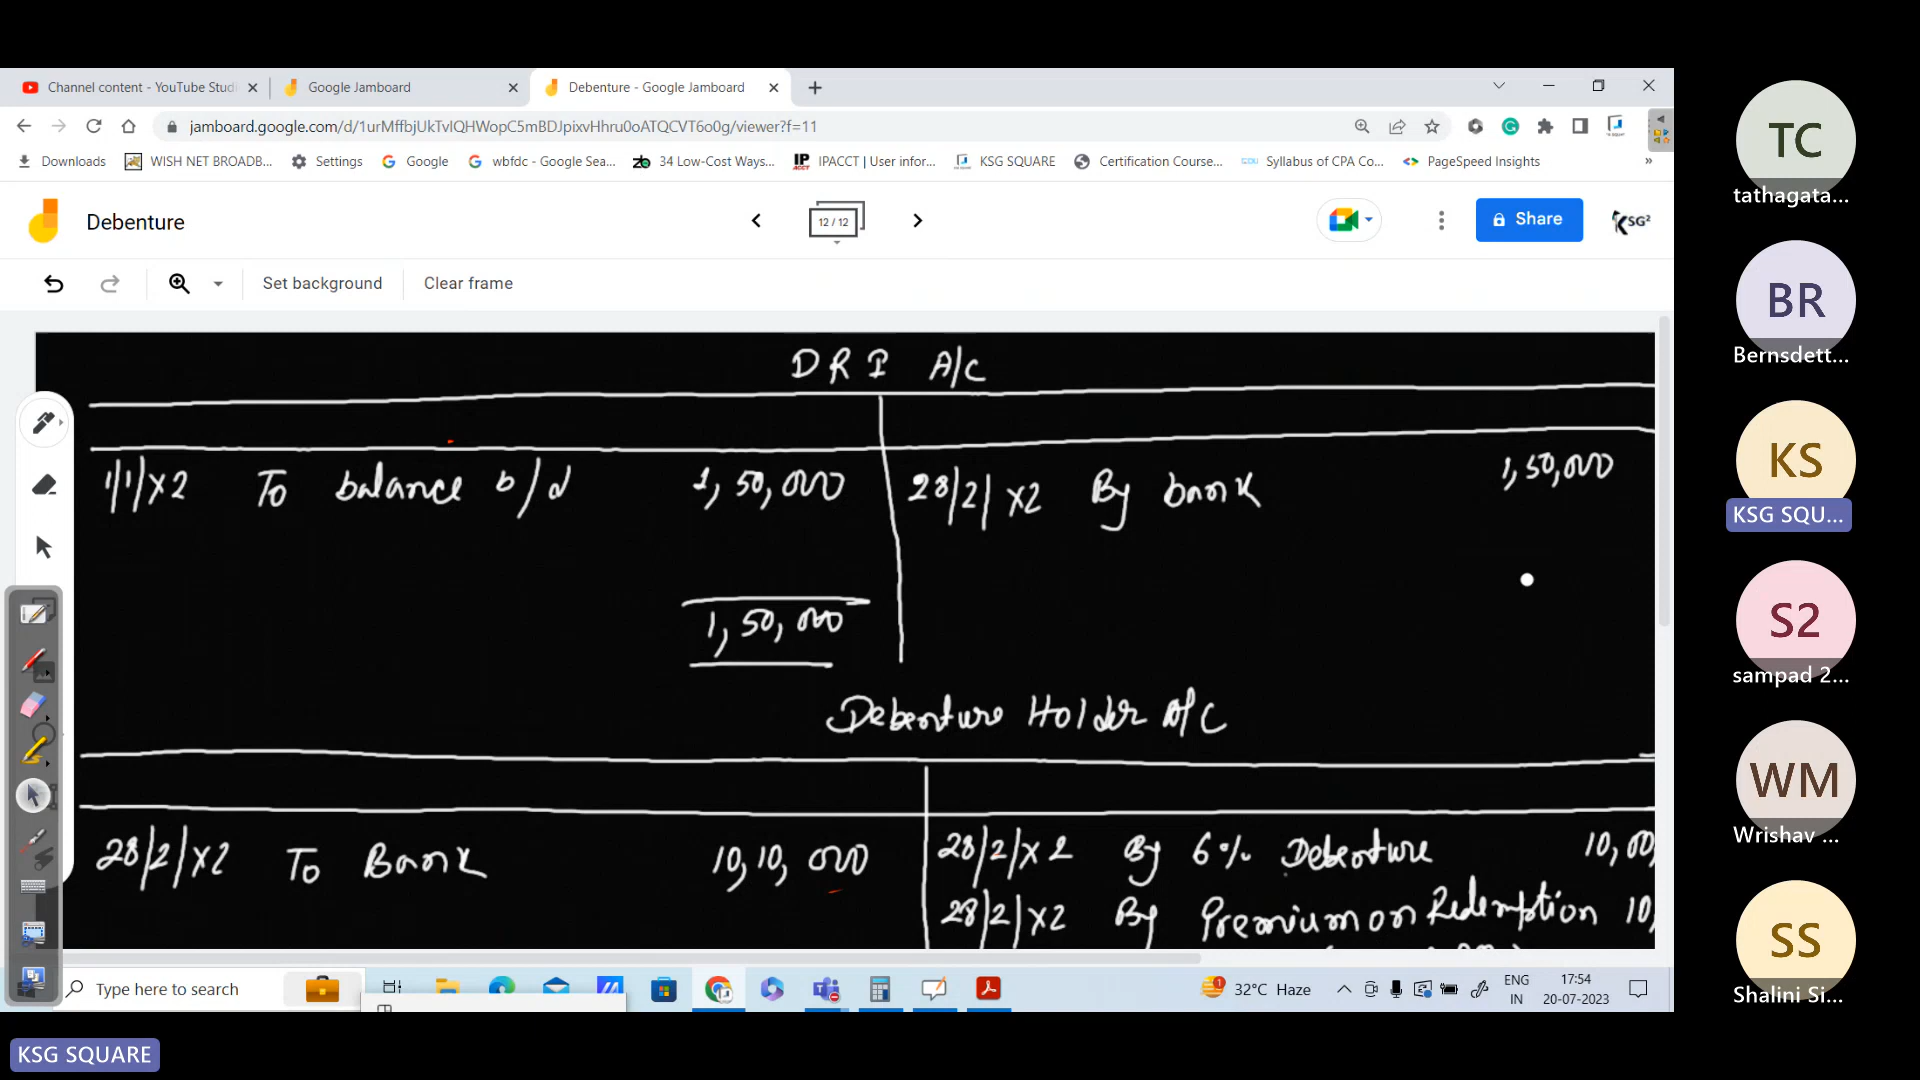 Channel content - YouTube Studi
Google Jamboard
Debenture - Google Jamboard
jamboard.google.com/d/1urMffbjUkTvIQHWopC5mBDJpixvHhru0oATQCVT6o0g/viewer?f=11
Downloads WISH NET BROADB... Settings Google wbfdc - Google Sea... 34 Low-Cost Ways... IPACCT | User infor... KSG SQUARE Certification Course... Syllabus of CPA Co... PageSpeed Insights »
Debenture
12 / 12
Share
KSG²
Set background Clear frame
DRI A/C
1/1/X2 To balance b/d 1,50,000 28/2/X2 By bank 1,50,000
1,50,000
Debenture Holder A/C
28/2/X2 To Bank 10,10,000 28/2/X2 By 6% Debenture 10,00,
28/2/X2 By Premium on Redemption 10,
Type here to search
32°C Haze
ENG
IN
17:54
20-07-2023
KSG SQUARE
TC
tathagata...
BR
Bernsdett...
KS
KSG SQU...
S2
sampad 2...
WM
Wrishav ...
SS
Shalini Si...